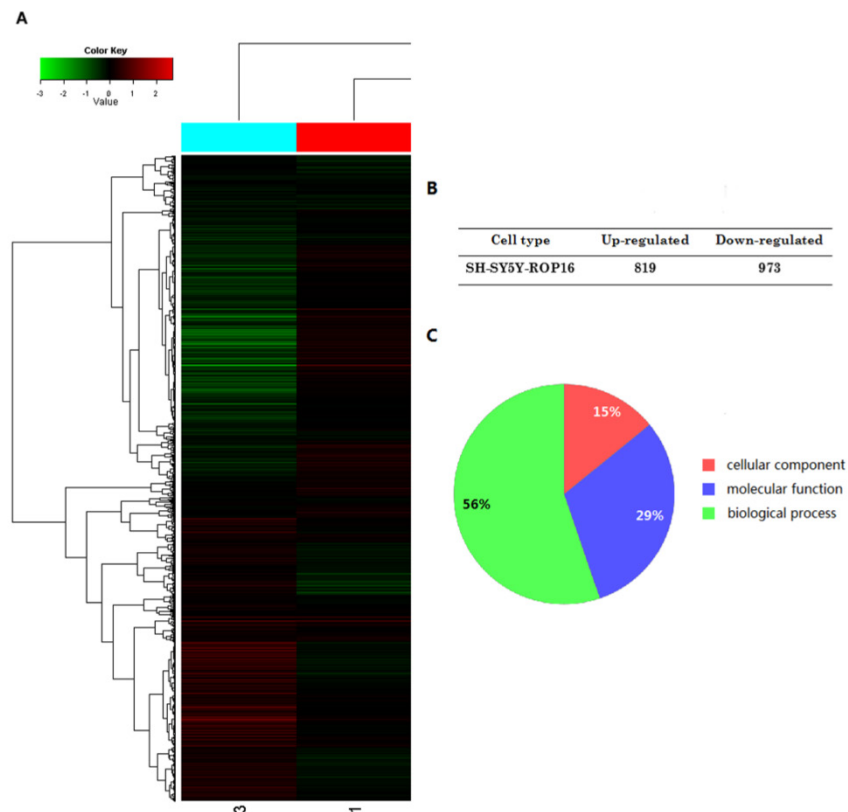 A
Color Key
-3 -2 -1 0 1 2
Value
B
Cell type Up-regulated Down-regulated
SH-SY5Y-ROP16 819 973
C
15%
56%
29%
cellular component
molecular function
biological process